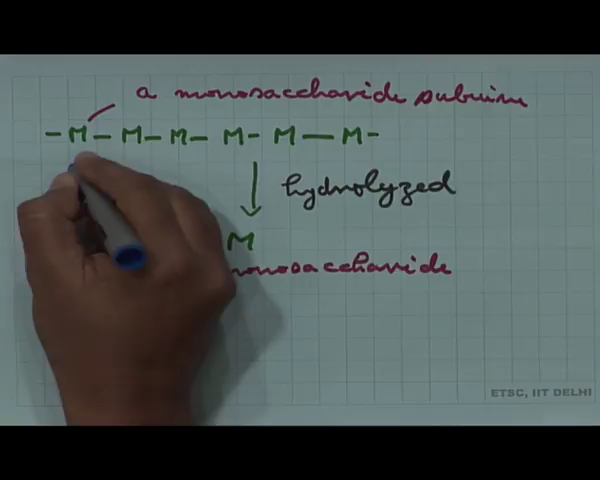 a monosaccharide subunit
- M - M - M - M - M - M -
hydrolyzed
M
monosaccharide
ETSC, IIT DELHI